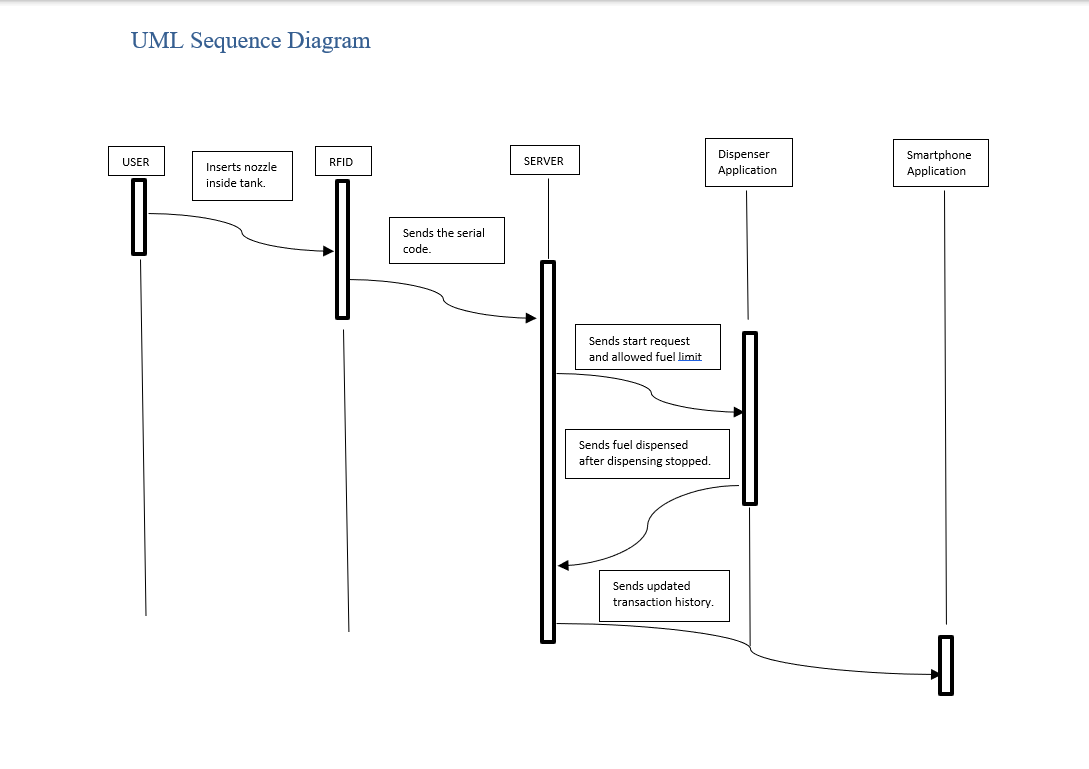 UML Sequence Diagram
USER
Inserts nozzle
inside tank.
RFID
SERVER
Dispenser
Application
Smartphone
Application
Sends the serial
code.
Sends start request
and allowed fuel limit
Sends fuel dispensed
after dispensing stopped.
Sends updated
transaction history.